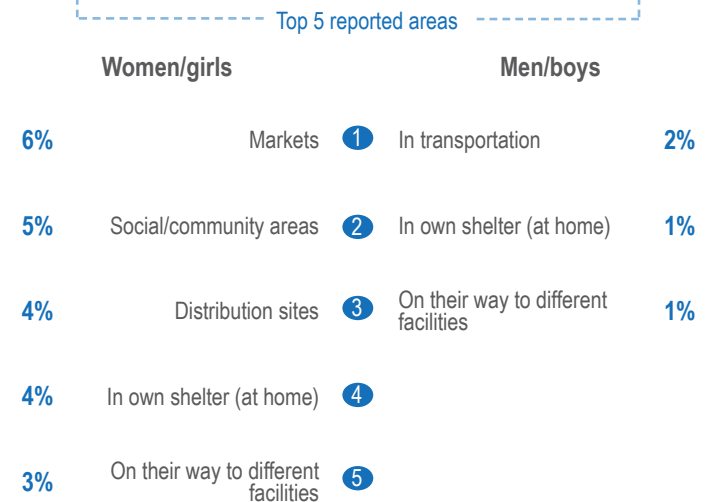 Top 5 reported areas
Women/girls Men/boys
6% Markets 1 In transportation 2%
5% Social/community areas 2 In own shelter (at home) 1%
4% Distribution sites 3 On their way to different
facilities 1%
4% In own shelter (at home) 4
3% On their way to different
facilities 5